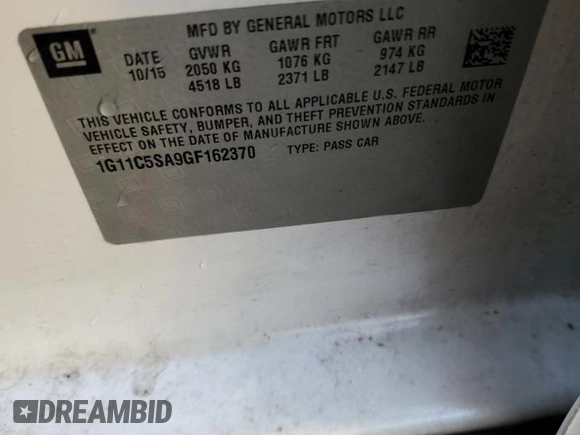 GM
MFD BY GENERAL MOTORS LLC
DATE GVWR GAWR FRT GAWR RR
10/15 2050 KG 1076 KG 974 KG
4518 LB 2371 LB 2147 LB
THIS VEHICLE CONFORMS TO ALL APPLICABLE U.S. FEDERAL MOTOR
VEHICLE SAFETY, BUMPER, AND THEFT PREVENTION STANDARDS IN
EFFECT ON THE DATE OF MANUFACTURE SHOWN ABOVE.
1G11C5SA9GF162370 TYPE: PASS CAR
DREAMBID